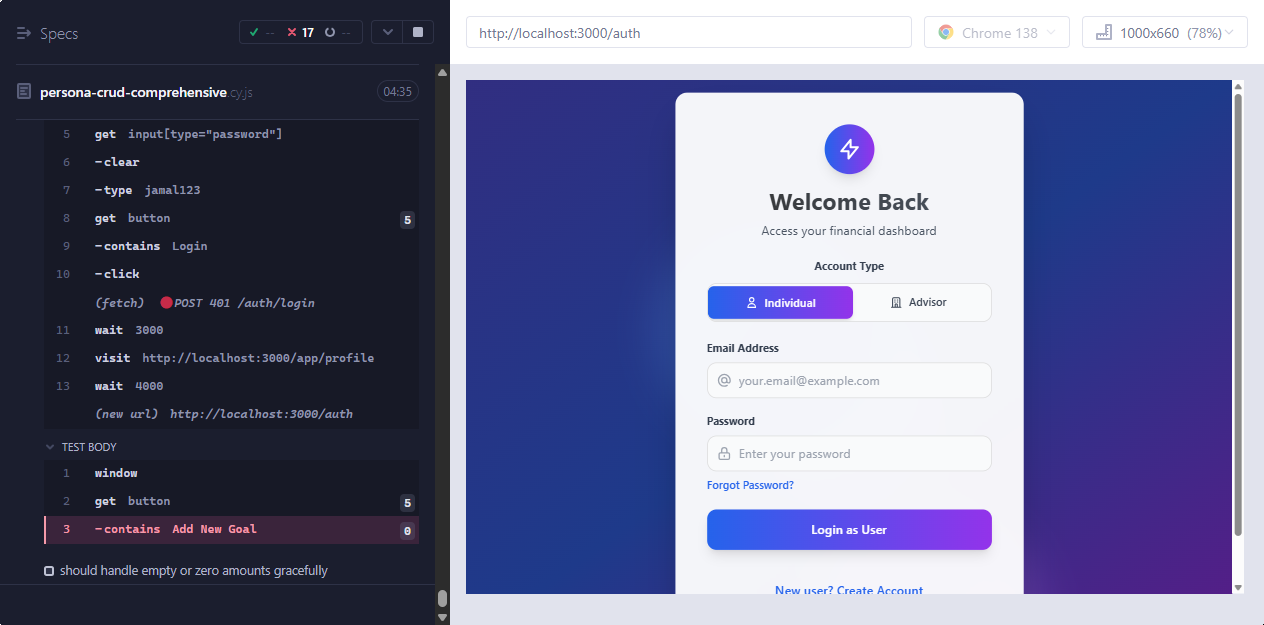 Specs
-- 17 --
persona-crud-comprehensive.cy.js 04:35
5 get input[type="password"]
6 -clear
7 -type jamal123
8 get button 5
9 -contains Login
10 -click
(fetch) POST 401 /auth/login
11 wait 3000
12 visit http://localhost:3000/app/profile
13 wait 4000
(new url) http://localhost:3000/auth
TEST BODY
1 window
2 get button 5
3 -contains Add New Goal 0
should handle empty or zero amounts gracefully
http://localhost:3000/auth
Chrome 138
1000x660 (78%)
Welcome Back
Access your financial dashboard
Account Type
Individual
Advisor
Email Address
your.email@example.com
Password
Enter your password
Forgot Password?
Login as User
New user? Create Account